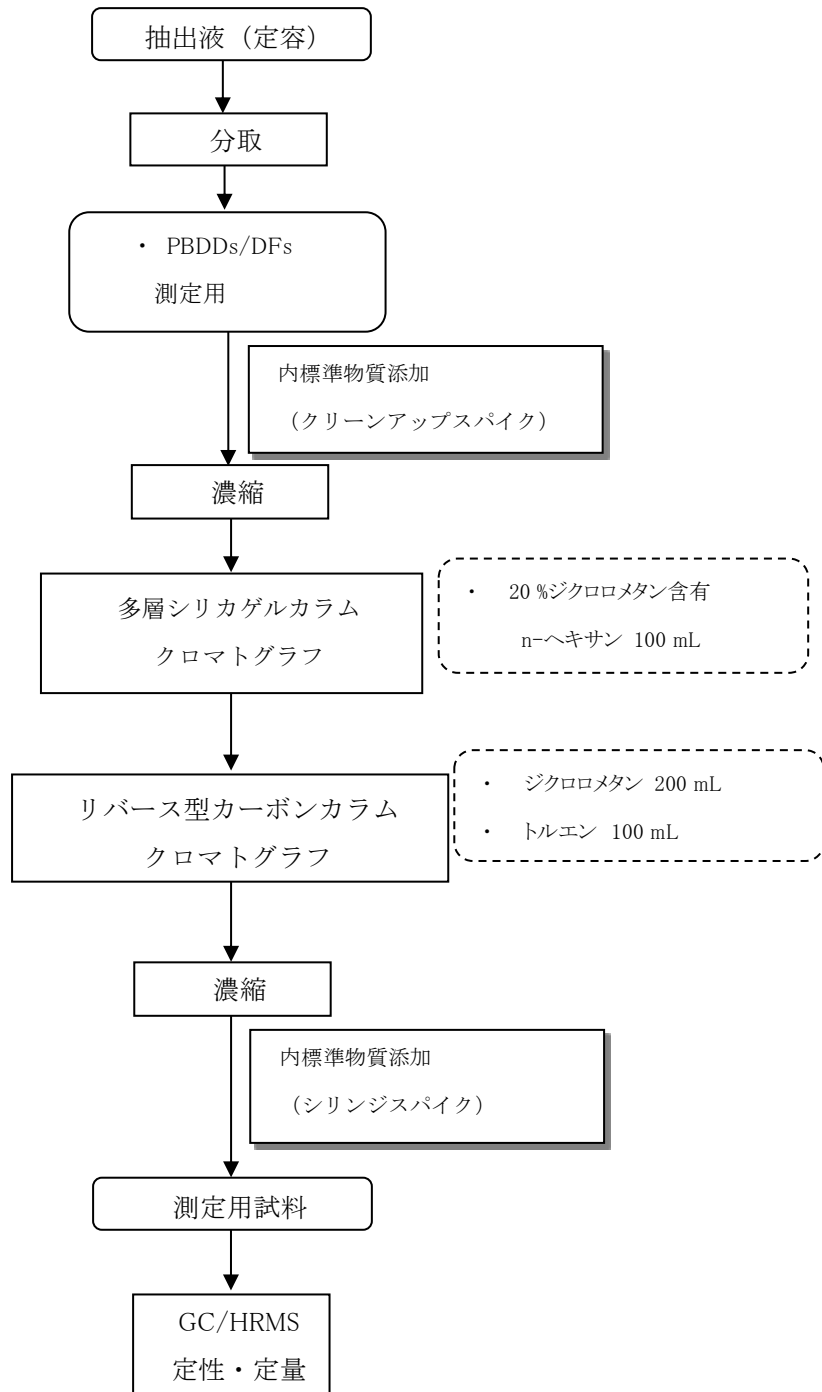 抽出液（定容）
分取
・ PBDDs/DFs
測定用
内標準物質添加
（クリーンアップスパイク）
濃縮
多層シリカゲルカラム
クロマトグラフ
・ 20 %ジクロロメタン含有
n-ヘキサン 100 mL
リバース型カーボンカラム
クロマトグラフ
・ ジクロロメタン 200 mL
・ トルエン 100 mL
濃縮
内標準物質添加
（シリンジスパイク）
測定用試料
GC/HRMS
定性・定量